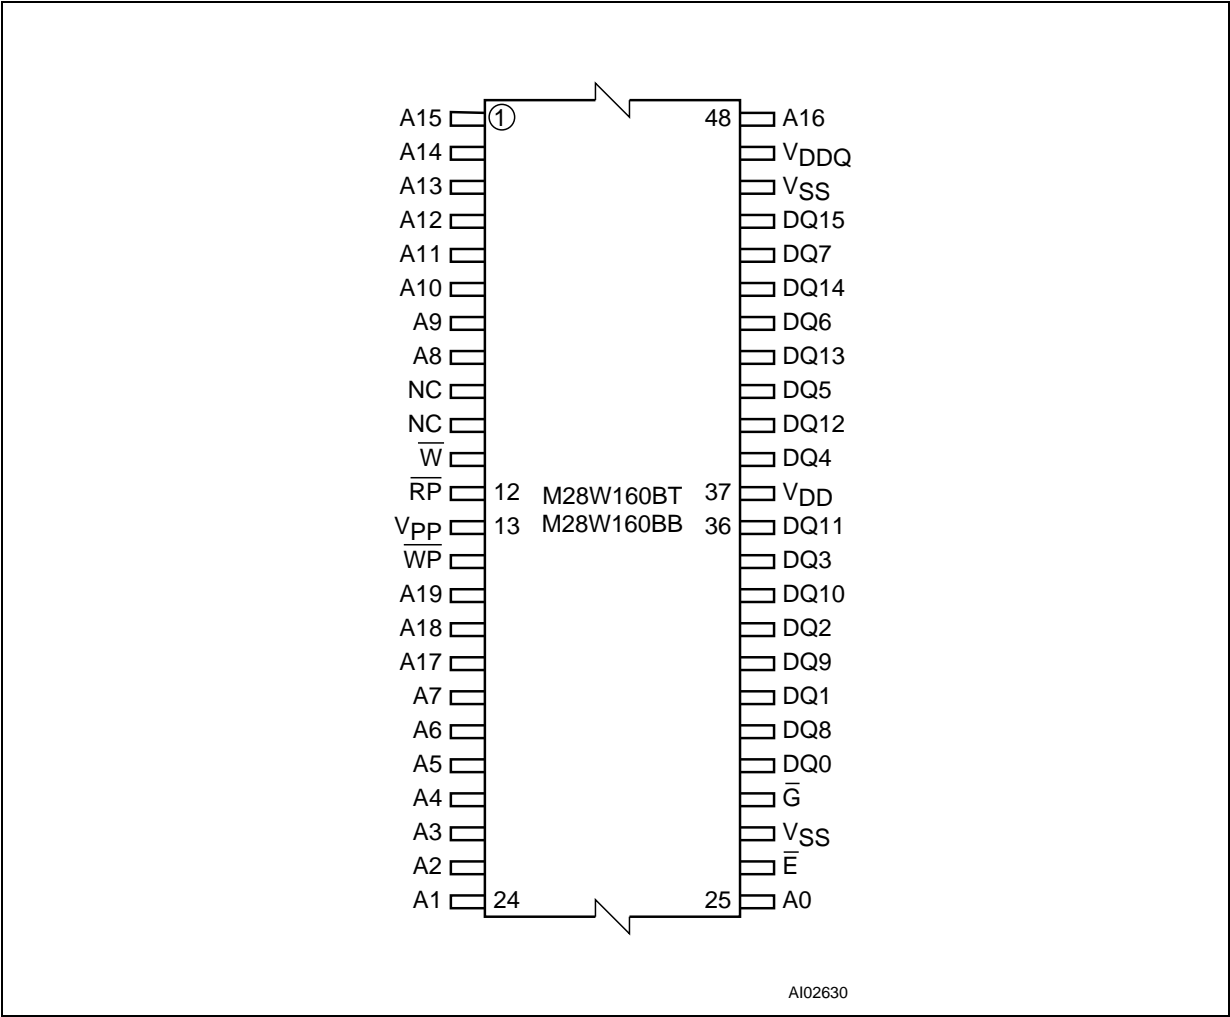 A15 1 48 A16
A14 VDDQ
A13 VSS
A12 DQ15
A11 DQ7
A10 DQ14
A9 DQ6
A8 DQ13
NC DQ5
NC DQ12
W̅ DQ4
R̅P̅ 12 M28W160BT 37 VDD
VPP 13 M28W160BB 36 DQ11
W̅P̅ DQ3
A19 DQ10
A18 DQ2
A17 DQ9
A7 DQ1
A6 DQ8
A5 DQ0
A4 G̅
A3 VSS
A2 E̅
A1 24 25 A0
AI02630